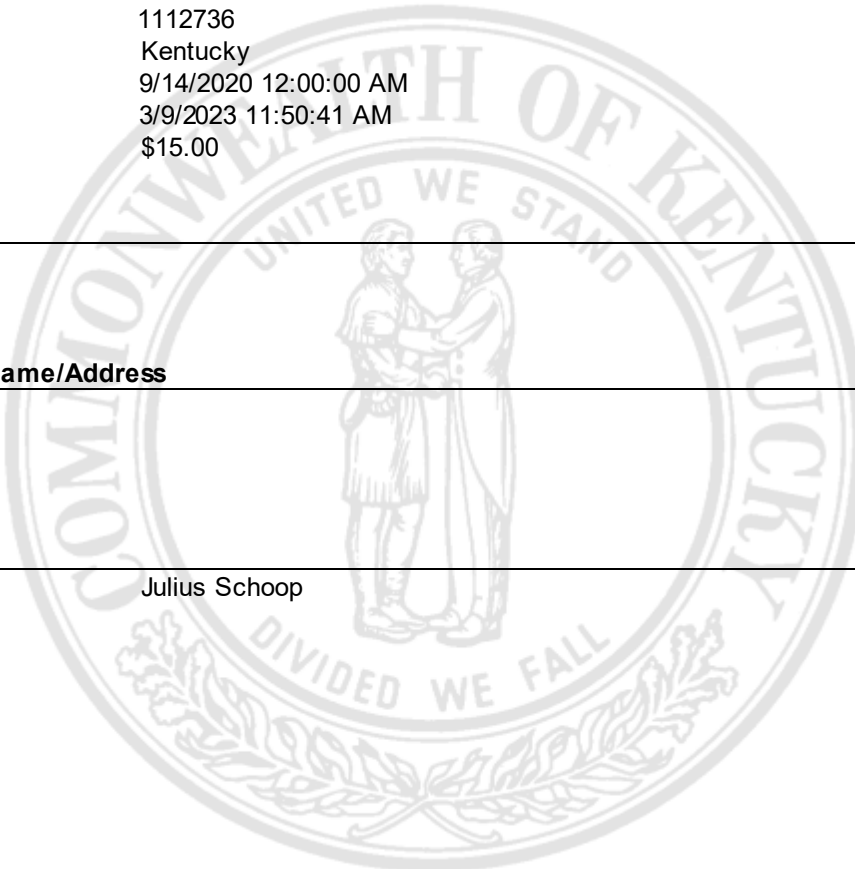 1112736
Kentucky
9/14/2020 12:00:00 AM
3/9/2023 11:50:41 AM
$15.00
COMMONWEALTH OF KENTUCKY
UNITED WE STAND
ame/Address
Julius Schoop
DIVIDED WE FALL